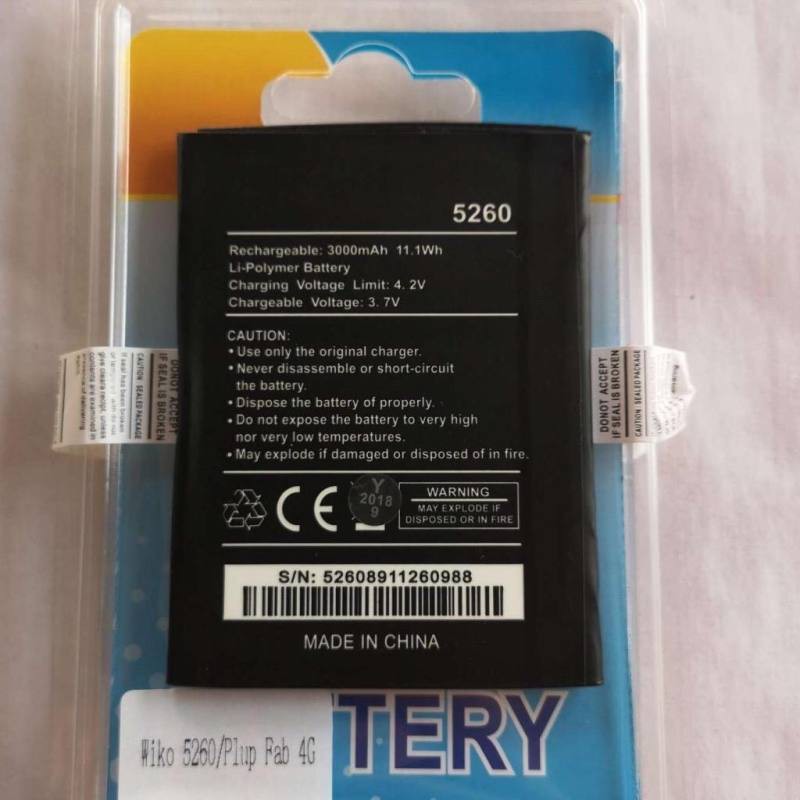 5260
Rechargeable: 3000mAh 11.1Wh
Li-Polymer Battery
Charging Voltage Limit: 4. 2V
Chargeable Voltage: 3. 7V
CAUTION:
• Use only the original charger.
• Never disassemble or short-circuit
the battery.
• Dispose the battery of properly.
• Do not expose the battery to very high
nor very low temperatures.
• May explode if damaged or disposed of in fire.
CE
Y
2018
9
WARNING
MAY EXPLODE IF
DISPOSED OR IN FIRE
S/N: 52608911260988
MADE IN CHINA
DONOT ACCEPT
IF SEAL IS BROKEN
CAUTION SEALED PACKAGE
If seal has been broken
DONOT ACCEPT
IF SEAL IS BROKEN
CAUTION : SEALED PACKAGE
TERY
Wiko 5260/Plup Fab 4G